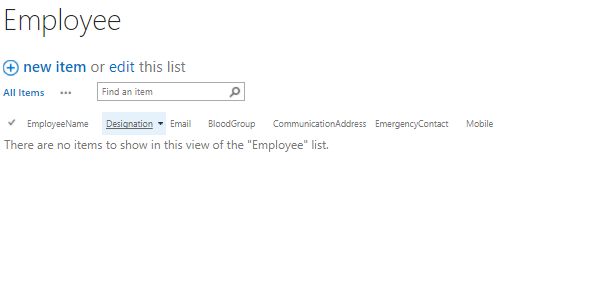 Employee
new item or edit this list
All Items ••• Find an item
EmployeeName Designation Email BloodGroup CommunicationAddress EmergencyContact Mobile
There are no items to show in this view of the "Employee" list.